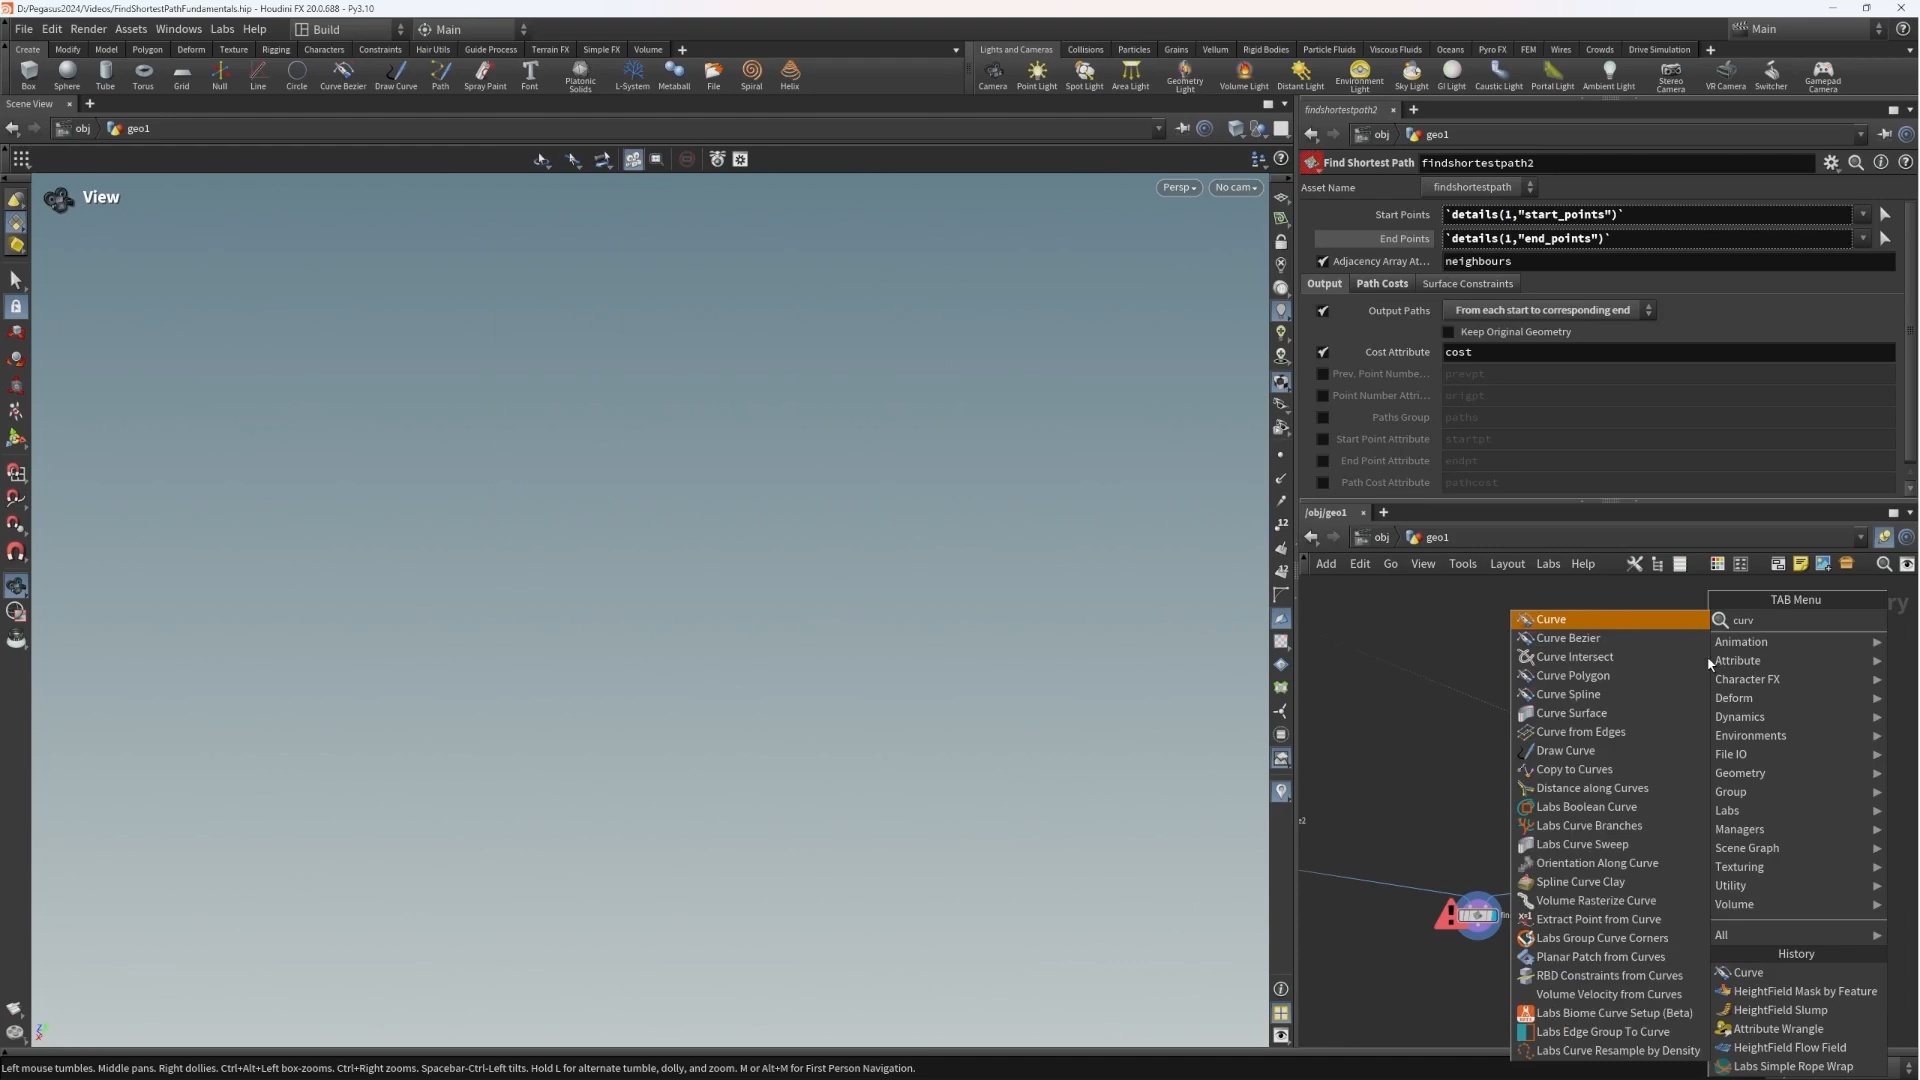 D:/Pegasus2024/Videos/FindShortestPathFundamentals.hip - Houdini FX 20.0.688 - Py3.10
File Edit Render Assets Windows Labs Help Build Main Main
Create Modify Model Polygon Deform Texture Rigging Characters Constraints Hair Utils Guide Process Terrain FX Simple FX Volume
Lights and Cameras Collisions Particles Grains Vellum Rigid Bodies Particle Fluids Viscous Fluids Oceans Pyro FX FEM Wires Crowds Drive Simulation
Box Sphere Tube Torus Grid Null Line Circle Curve Bezier Draw Curve Path Spray Paint Font Platonic Solids L-System Metaball File Spiral Helix
Camera Point Light Spot Light Area Light Geometry Light Volume Light Distant Light Environment Light Sky Light GI Light Caustic Light Portal Light Ambient Light Stereo Camera VR Camera Switcher Gamepad Camera
Scene View
obj geo1
View
Persp No cam
findshortestpath2
obj geo1
Find Shortest Path findshortestpath2
Asset Name findshortestpath
Start Points `details(1,"start_points")`
End Points `details(1,"end_points")`
Adjacency Array At... neighbours
Output Path Costs Surface Constraints
Output Paths From each start to corresponding end
Keep Original Geometry
Cost Attribute cost
Prev. Point Numbe... prevpt
Point Number Attri... origpt
Paths Group paths
Start Point Attribute startpt
End Point Attribute endpt
Path Cost Attribute pathcost
/obj/geo1
obj geo1
Add Edit Go View Tools Layout Labs Help
TAB Menu
curv
Animation
Attribute
Character FX
Deform
Dynamics
Environments
File IO
Geometry
Group
Labs
Managers
Scene Graph
Texturing
Utility
Volume
All
History
Curve
HeightField Mask by Feature
HeightField Slump
Attribute Wrangle
HeightField Flow Field
Labs Simple Rope Wrap
Curve
Curve Bezier
Curve Intersect
Curve Polygon
Curve Spline
Curve Surface
Curve from Edges
Draw Curve
Copy to Curves
Distance along Curves
Labs Boolean Curve
Labs Curve Branches
Labs Curve Sweep
Orientation Along Curve
Spline Curve Clay
Volume Rasterize Curve
Extract Point from Curve
Labs Group Curve Corners
Planar Patch from Curves
RBD Constraints from Curves
Volume Velocity from Curves
Labs Biome Curve Setup (Beta)
Labs Edge Group To Curve
Labs Curve Resample by Density
ry
e2
fin
12
12
Left mouse tumbles. Middle pans. Right dollies. Ctrl+Alt+Left box-zooms. Ctrl+Right zooms. Spacebar-Ctrl-Left tilts. Hold L for alternate tumble, dolly, and zoom. M or Alt+M for First Person Navigation.